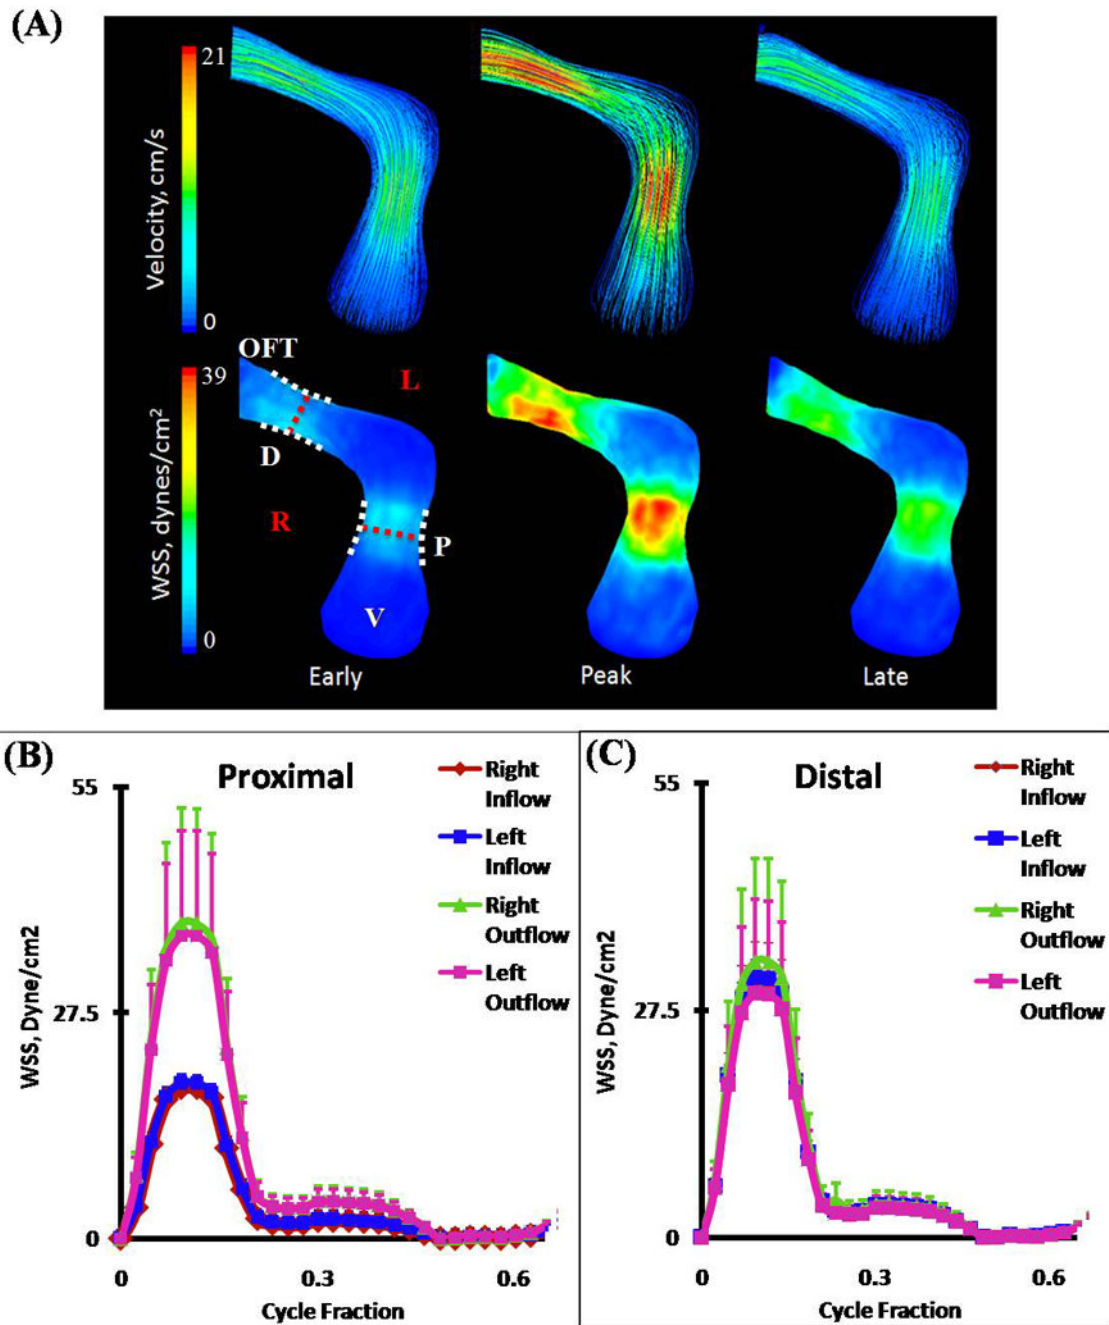 (A)
Velocity, cm/s
21
0
WSS, dynes/cm²
39
0
OFT
L
D
R
P
V
Early
Peak
Late
(B)
Proximal
55
27.5
0
WSS, Dyne/cm2
0
0.3
0.6
Cycle Fraction
Right
Inflow
Left
Inflow
Right
Outflow
Left
Outflow
(C)
Distal
55
27.5
0
WSS, Dyne/cm2
0
0.3
0.6
Cycle Fraction
Right
Inflow
Left
Inflow
Right
Outflow
Left
Outflow